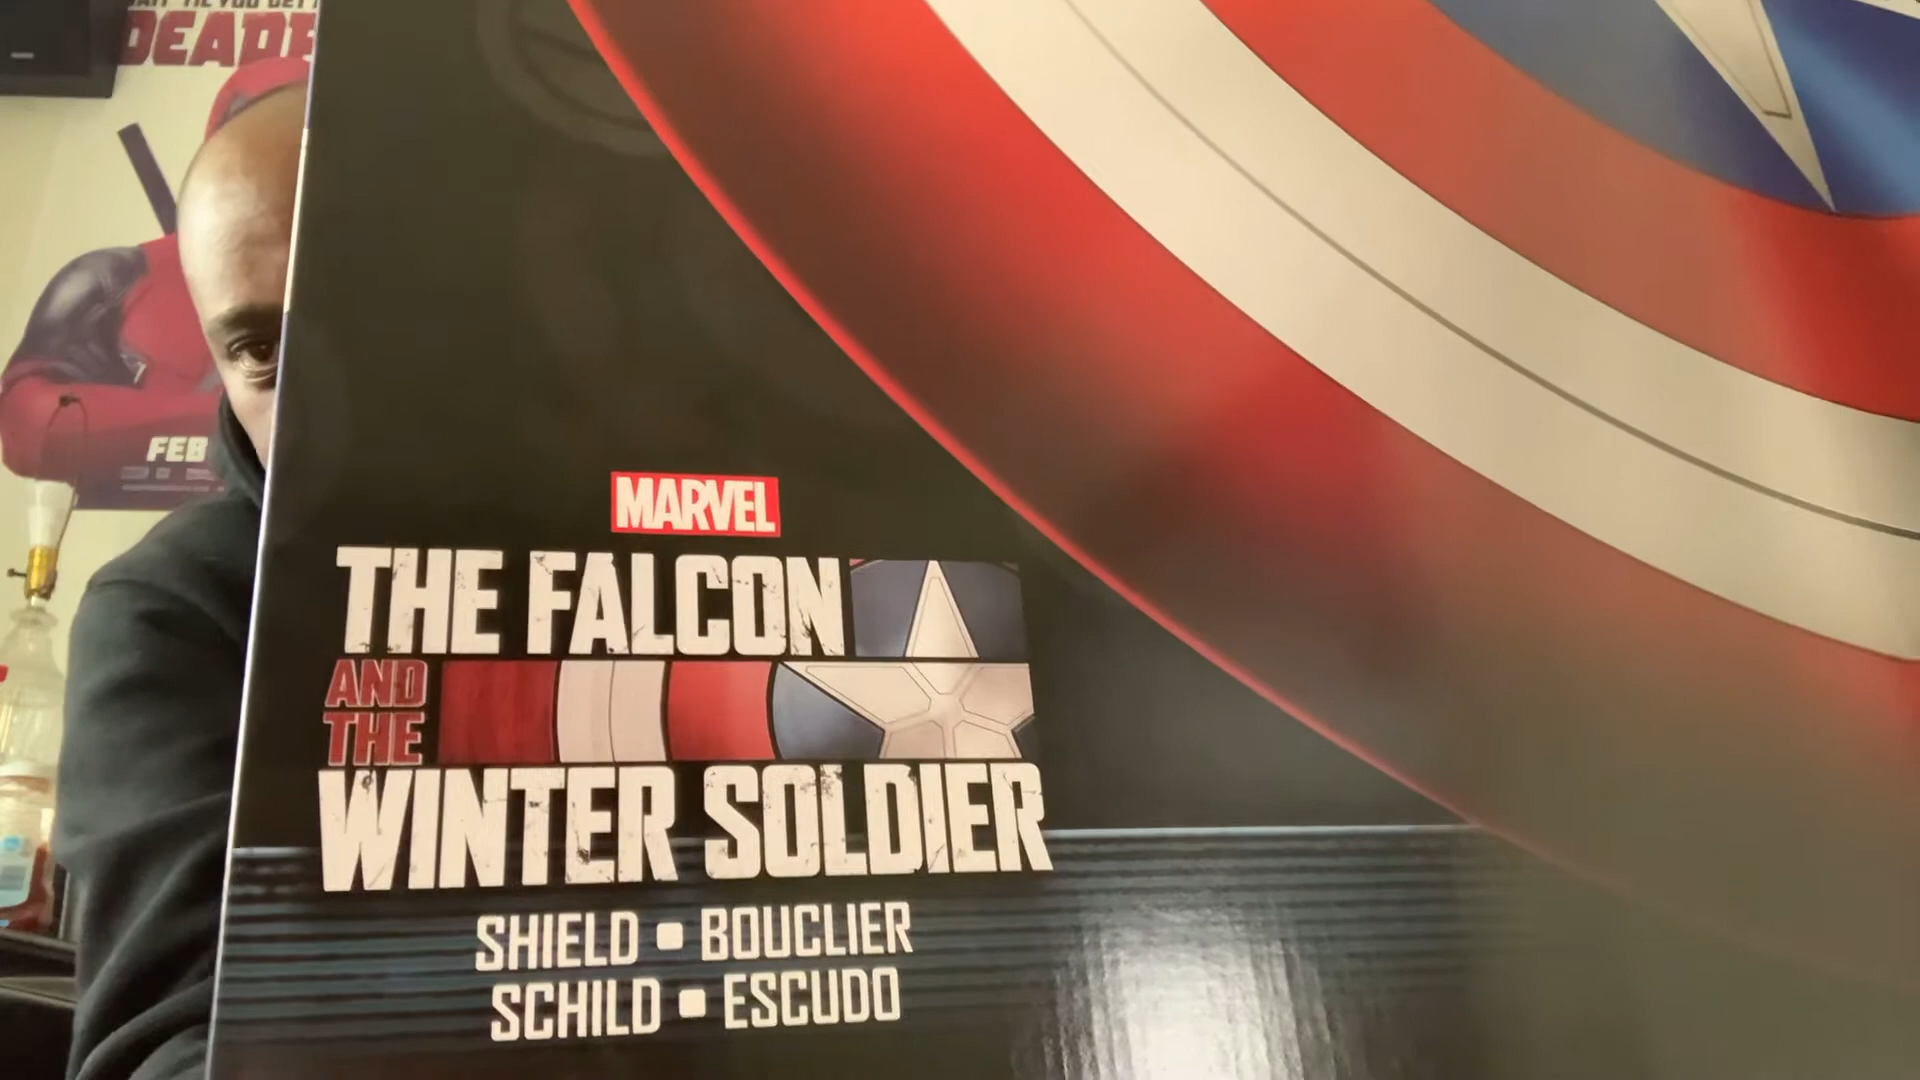 DEADP
FEB
MARVEL
THE FALCON
AND
THE
WINTER SOLDIER
SHIELD ▪ BOUCLIER
SCHILD ▪ ESCUDO